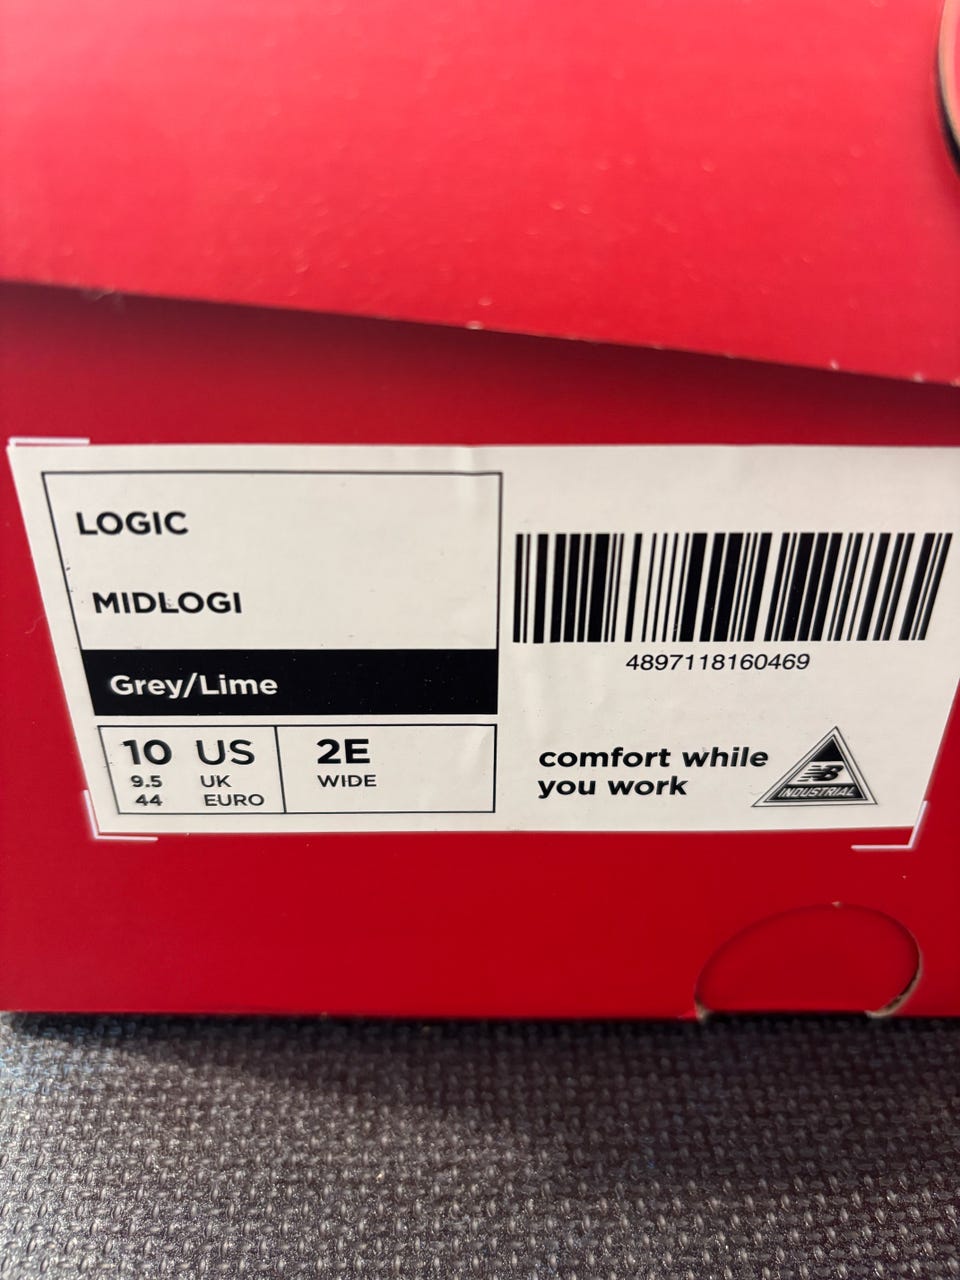 LOGIC
MIDLOGI
Grey/Lime
10 US
9.5 UK
44 EURO
2E
WIDE
4897118160469
comfort while
you work
NB
INDUSTRIAL